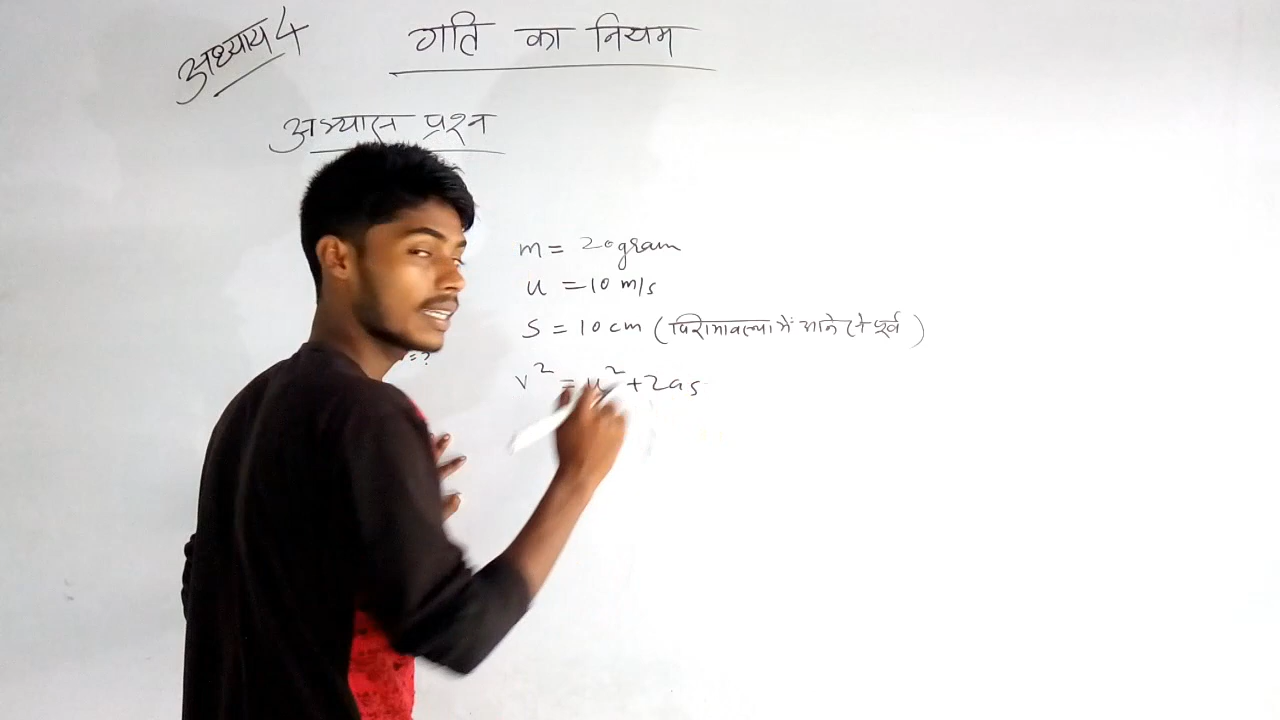 अध्याय 4
गति का नियम
अभ्यास प्रश्न
m = 20 gram
u = 10 m/s
S = 10 cm (विरामावस्था में आने से पूर्व)
= ?
v² = u² + 2as